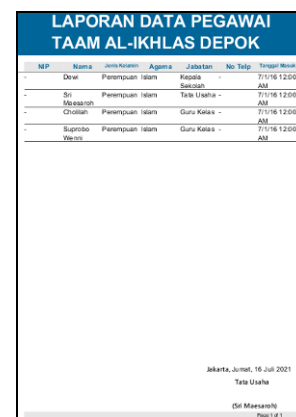 LAPORAN DATA PEGAWAI
TAAM AL-IKHLAS DEPOK
NIP Nama Jenis Kelamin Agama Jabatan No Telp Tanggal Masuk
- Dewi Perempuan Islam Kepala Sekolah - 7/1/16 12:00 AM
- Sri Maesaroh Perempuan Islam Tata Usaha - 7/1/16 12:00 AM
- Cholilah Perempuan Islam Guru Kelas - 7/1/16 12:00 AM
- Suprobo Wenni Perempuan Islam Guru Kelas - 7/1/16 12:00 AM
Jakarta, Jumat, 16 Juli 2021
Tata Usaha
(Sri Maesaroh)
Page 1 of 1